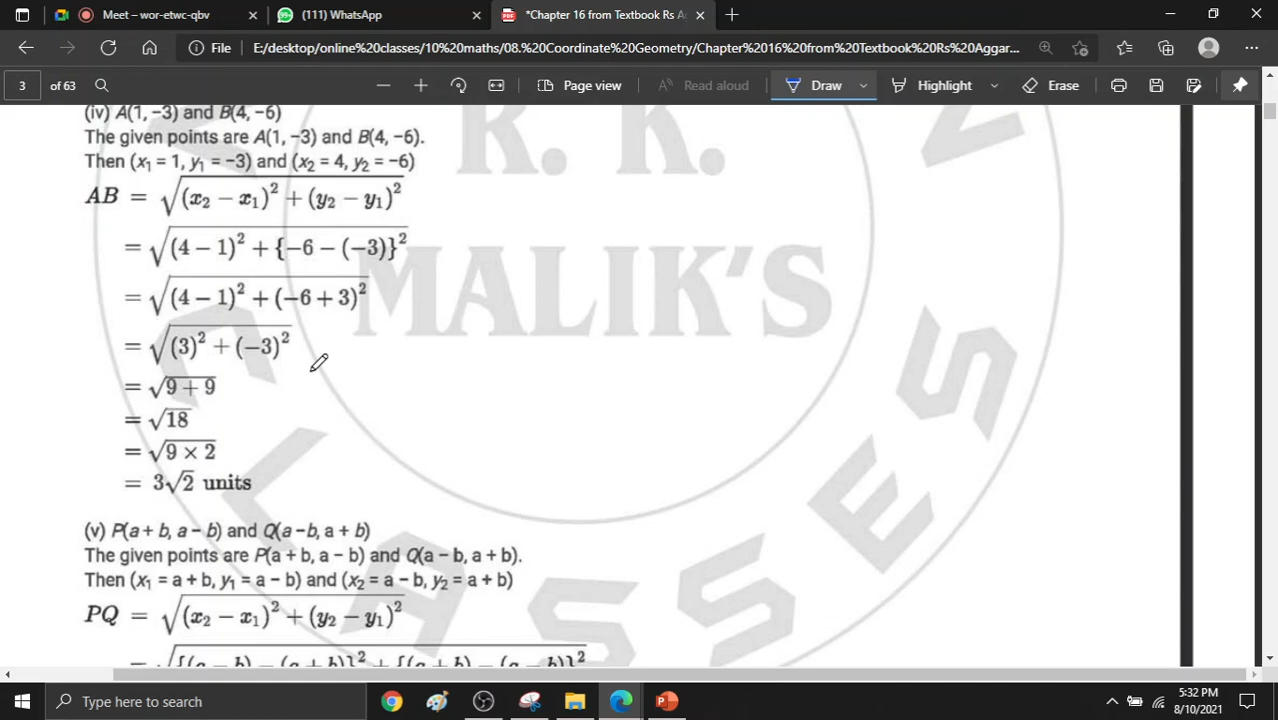 Meet – wor-etwc-qbv
(111) WhatsApp
*Chapter 16 from Textbook Rs Ag
File
E:/desktop/online%20classes/10%20maths/08.%20Coordinate%20Geometry/Chapter%2016%20from%20Textbook%20Rs%20Aggar...
3 of 63
Page view
Read aloud
Draw
Highlight
Erase
R. K.
MALIK'S
(iv) A(1, −3) and B(4, −6)
The given points are A(1, −3) and B(4, −6).
Then (x₁ = 1, y₁ = −3) and (x₂ = 4, y₂ = −6)
AB = √(x₂ − x₁)² + (y₂ − y₁)²
= √(4 − 1)² + {−6 − (−3)}²
= √(4 − 1)² + (−6 + 3)²
= √(3)² + (−3)²
= √9 + 9
= √18
= √9 × 2
= 3√2 units
(v) P(a + b, a − b) and Q(a − b, a + b)
The given points are P(a + b, a − b) and Q(a − b, a + b).
Then (x₁ = a + b, y₁ = a − b) and (x₂ = a − b, y₂ = a + b)
PQ = √(x₂ − x₁)² + (y₂ − y₁)²
= √{(a − b) − (a + b)}² + {(a + b) − (a − b)}²
Type here to search
5:32 PM
8/10/2021